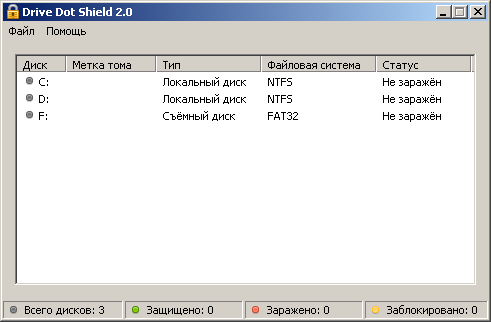 Drive Dot Shield 2.0
Файл Помощь
Диск Метка тома Тип Файловая система Статус
C: Локальный диск NTFS Не заражён
D: Локальный диск NTFS Не заражён
F: Съёмный диск FAT32 Не заражён
Всего дисков: 3 Защищено: 0 Заражено: 0 Заблокировано: 0